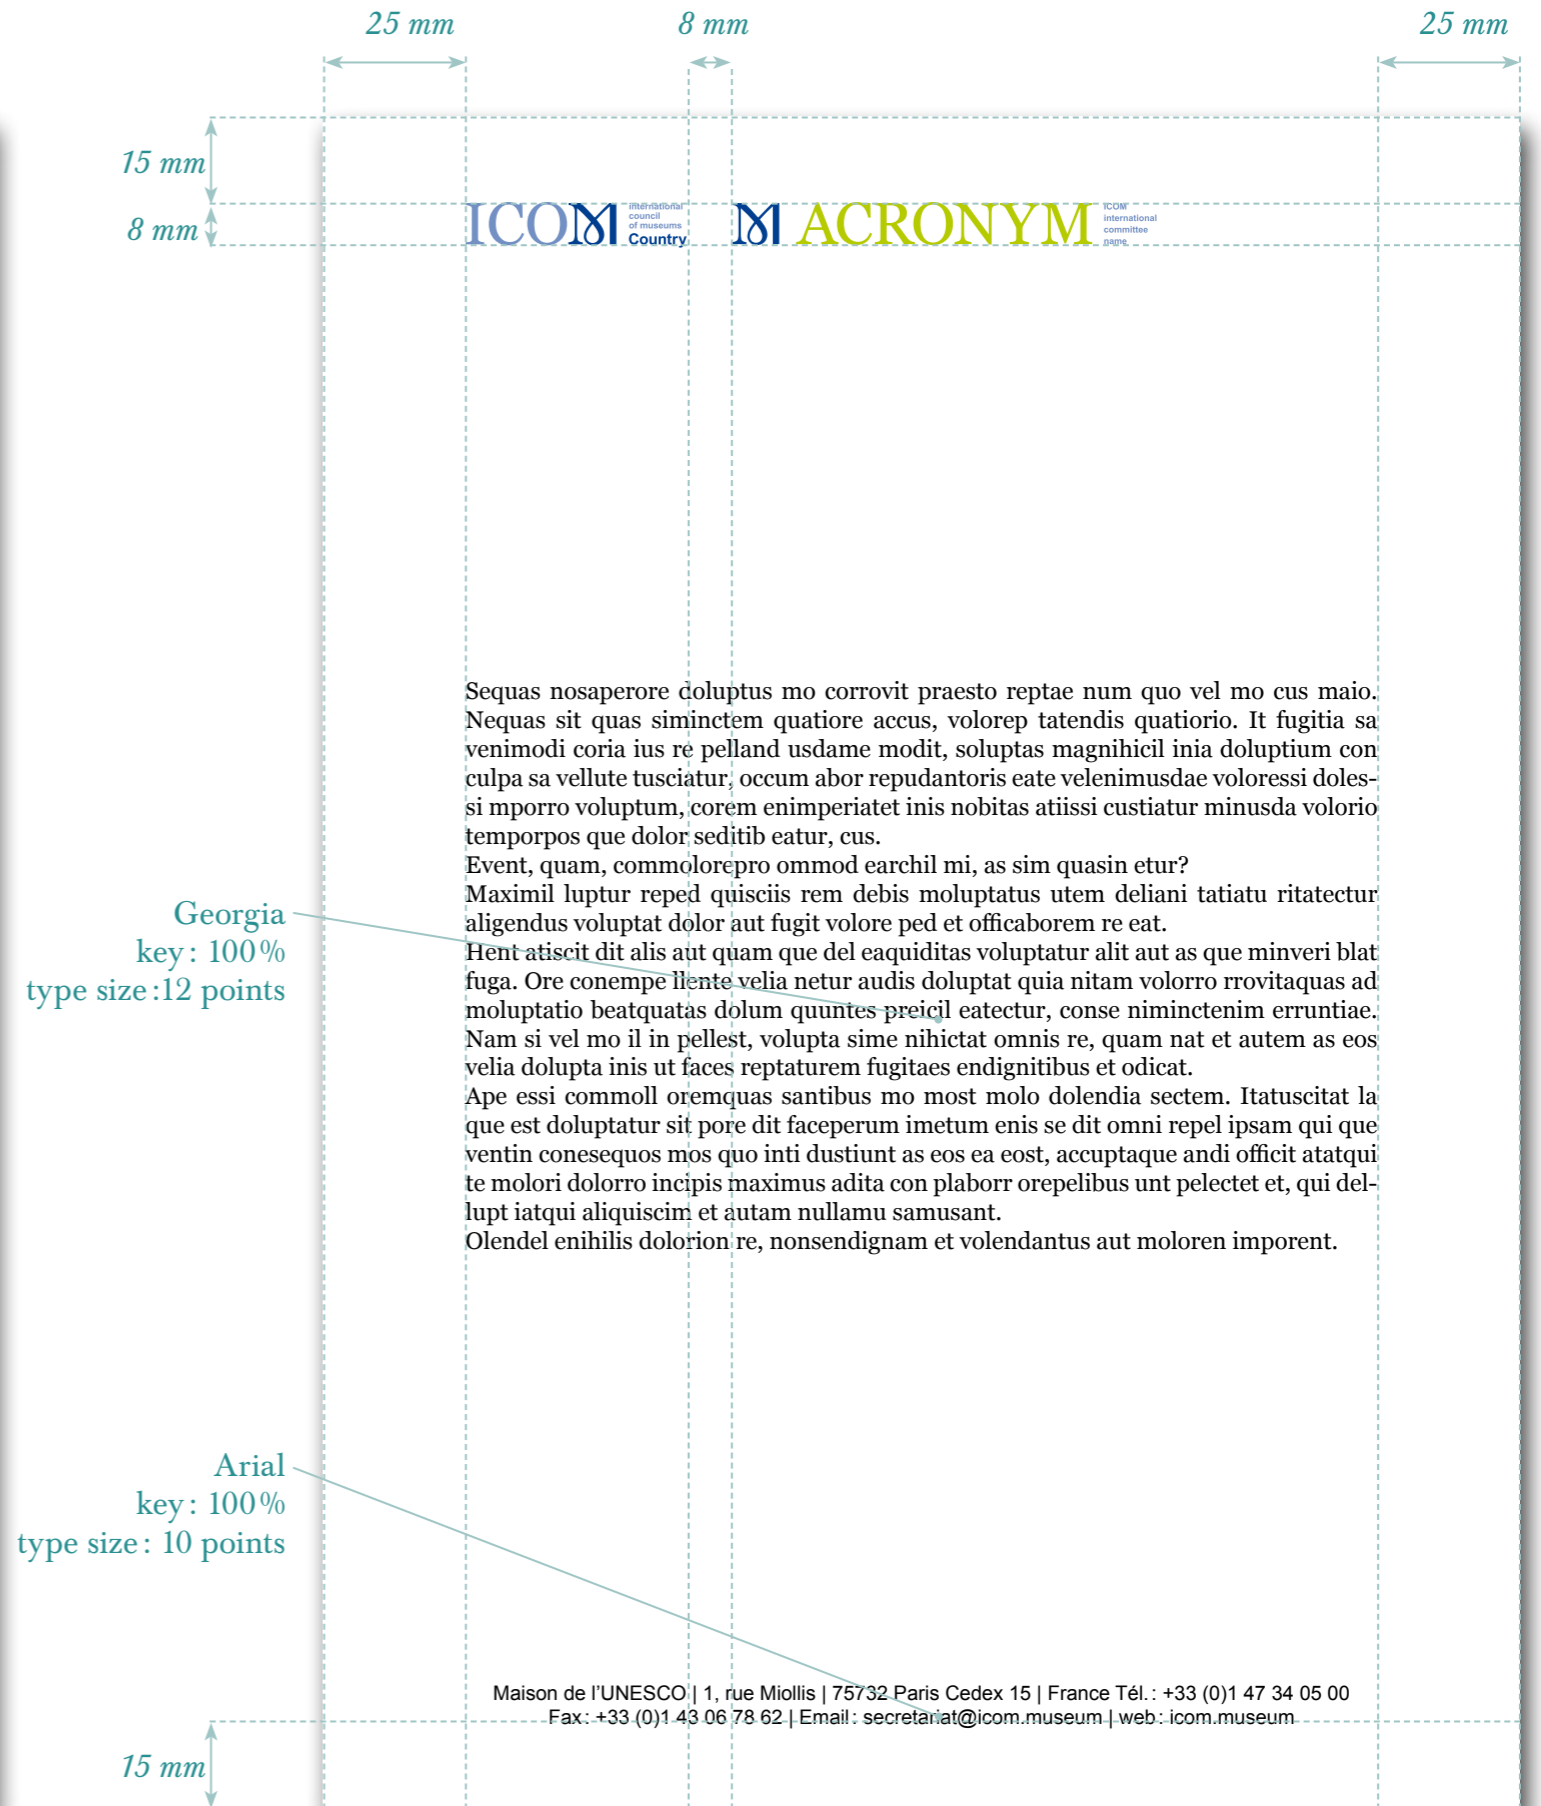 25 mm
8 mm
25 mm
15 mm
8 mm
ICOM
international
council
of museums
Country
M ACRONYM
ICOM
international
committee
name
Sequas nosaperore doluptus mo corrovit praesto reptae num quo vel mo cus maio.
Nequas sit quas siminctem quatiore accus, volorep tatendis quatiorio. It fugitia sa
venimodi coria ius re pelland usdame modit, soluptas magnihicil inia doluptium con
culpa sa vellute tusciatur, occum abor repudantoris eate velenimusdae voloressi doles-
si mporro voluptum, corem enimperiatet inis nobitas atiissi custiatur minusda volorio
temporpos que dolor seditib eatur, cus.
Event, quam, commolorepro ommod earchil mi, as sim quasin etur?
Maximil luptur reped quisciis rem debis moluptatus utem deliani tatiatu ritatectur
aligendus voluptat dolor aut fugit volore ped et officaborem re eat.
Hent atiscit dit alis aut quam que del eaquiditas voluptatur alit aut as que minveri blat
fuga. Ore conempe llente velia netur audis doluptat quia nitam volorro rrovitaquas ad
moluptatio beatquatas dolum quuntes preicil eatectur, conse niminctenim erruntiae.
Nam si vel mo il in pellest, volupta sime nihictat omnis re, quam nat et autem as eos
velia dolupta inis ut faces reptaturem fugitaes endignitibus et odicat.
Ape essi commoll oremquas santibus mo most molo dolendia sectem. Itatuscitat la
que est doluptatur sit pore dit faceperum imetum enis se dit omni repel ipsam qui que
ventin conesequos mos quo inti dustiunt as eos ea eost, accuptaque andi officit atatqui
te molori dolorro incipis maximus adita con plaborr orepelibus unt pelectet et, qui del-
lupt iatqui aliquiscim et autam nullamu samusant.
Olendel enihilis dolorion re, nonsendignam et volendantus aut moloren imporent.
Georgia
key : 100 %
type size :12 points
Arial
key : 100 %
type size : 10 points
Maison de l'UNESCO | 1, rue Miollis | 75732 Paris Cedex 15 | France Tél. : +33 (0)1 47 34 05 00
Fax : +33 (0)1 43 06 78 62 | Email : secretariat@icom.museum | web : icom.museum
15 mm